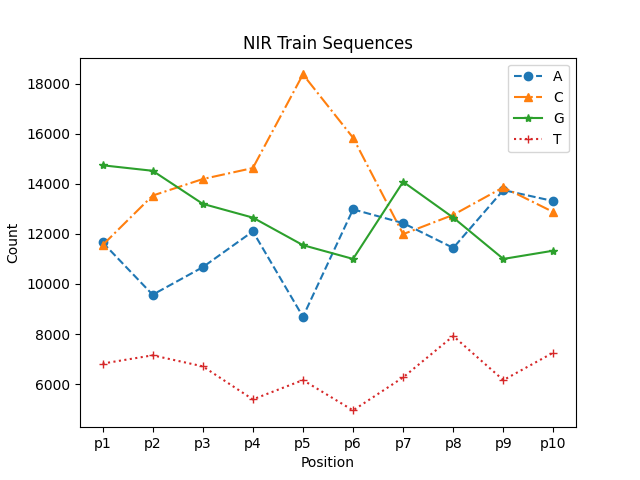 NIR Train Sequences
A
C
G
T
18000
16000
14000
12000
10000
8000
6000
Count
p1 p2 p3 p4 p5 p6 p7 p8 p9 p10
Position